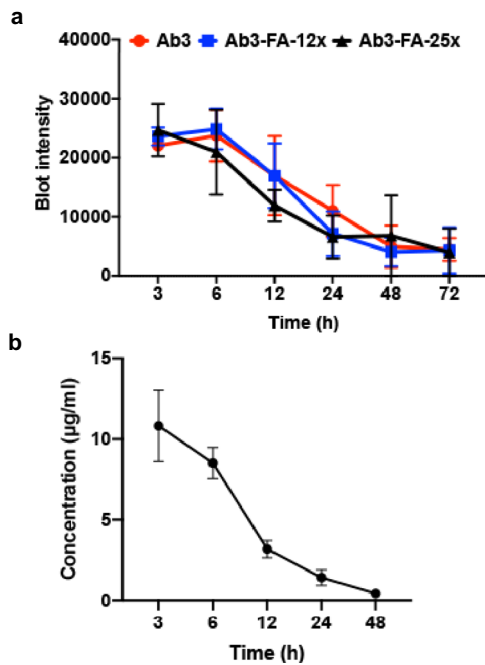 a
Ab3 Ab3-FA-12x Ab3-FA-25x
40000
30000
20000
10000
0
Blot intensity
3 6 12 24 48 72
Time (h)
b
15
10
5
0
Concentration (µg/ml)
3 6 12 24 48
Time (h)